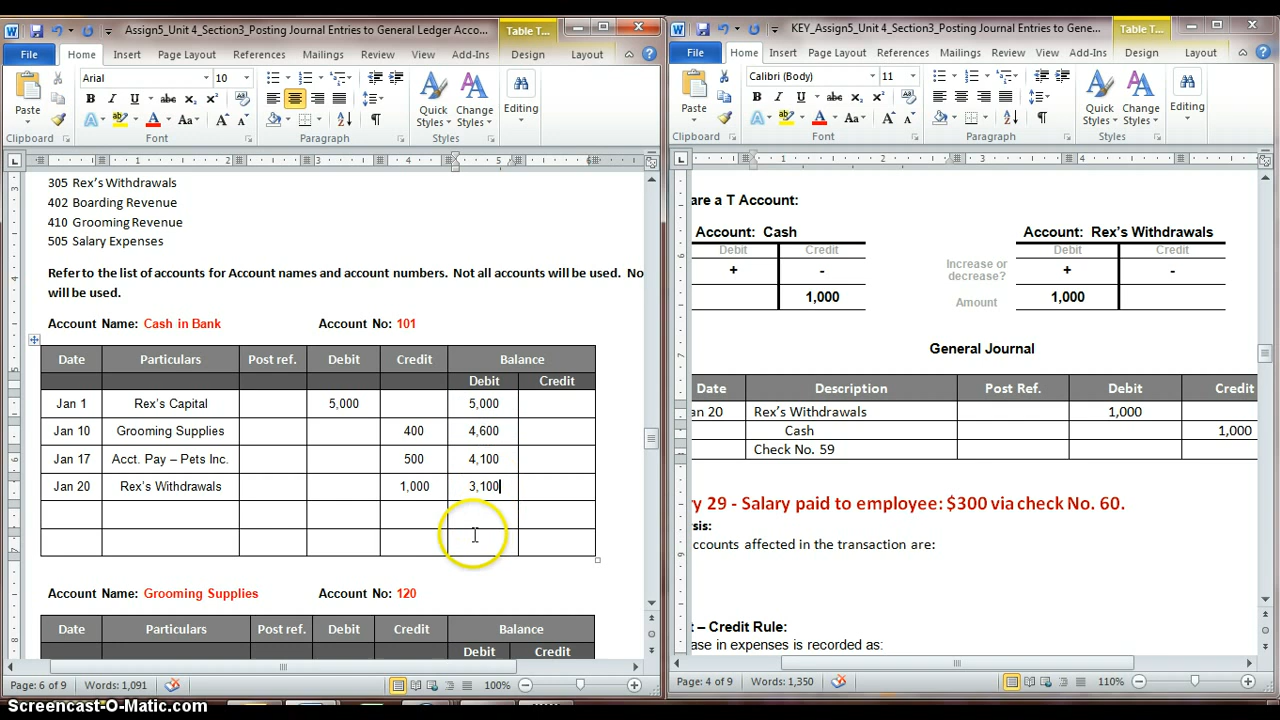 Assign5_Unit 4_Section3_Posting Journal Entries to General Ledger Acco...
Table T...
File Home Insert Page Layout References Mailings Review View Add-Ins Design Layout
Paste
Arial 10
Quick Styles
Change Styles
Editing
Clipboard Font Paragraph Styles
305 Rex's Withdrawals
402 Boarding Revenue
410 Grooming Revenue
505 Salary Expenses
Refer to the list of accounts for Account names and account numbers. Not all accounts will be used. No
will be used.
Account Name: Cash in Bank Account No: 101
Date Particulars Post ref. Debit Credit Balance
Debit Credit
Jan 1 Rex's Capital 5,000 5,000
Jan 10 Grooming Supplies 400 4,600
Jan 17 Acct. Pay – Pets Inc. 500 4,100
Jan 20 Rex's Withdrawals 1,000 3,100
Account Name: Grooming Supplies Account No: 120
Date Particulars Post ref. Debit Credit Balance
Debit Credit
Page: 6 of 9 Words: 1,091 100%
Screencast-O-Matic.com
KEY_Assign5_Unit 4_Section3_Posting Journal Entries to Gene...
Table T...
File Home Insert Page Layout References Mailings Review View Add-Ins Design Layout
Paste
Calibri (Body) 11
Quick Styles
Change Styles
Editing
Clipboard Font Paragraph Styles
are a T Account:
Account: Cash Account: Rex's Withdrawals
Debit Credit Debit Credit
+ - Increase or decrease? + -
1,000 Amount 1,000
General Journal
Date Description Post Ref. Debit Credit
an 20 Rex's Withdrawals 1,000
Cash 1,000
Check No. 59
y 29 - Salary paid to employee: $300 via check No. 60.
sis:
ccounts affected in the transaction are:
t – Credit Rule:
ase in expenses is recorded as:
Page: 4 of 9 Words: 1,350 110%